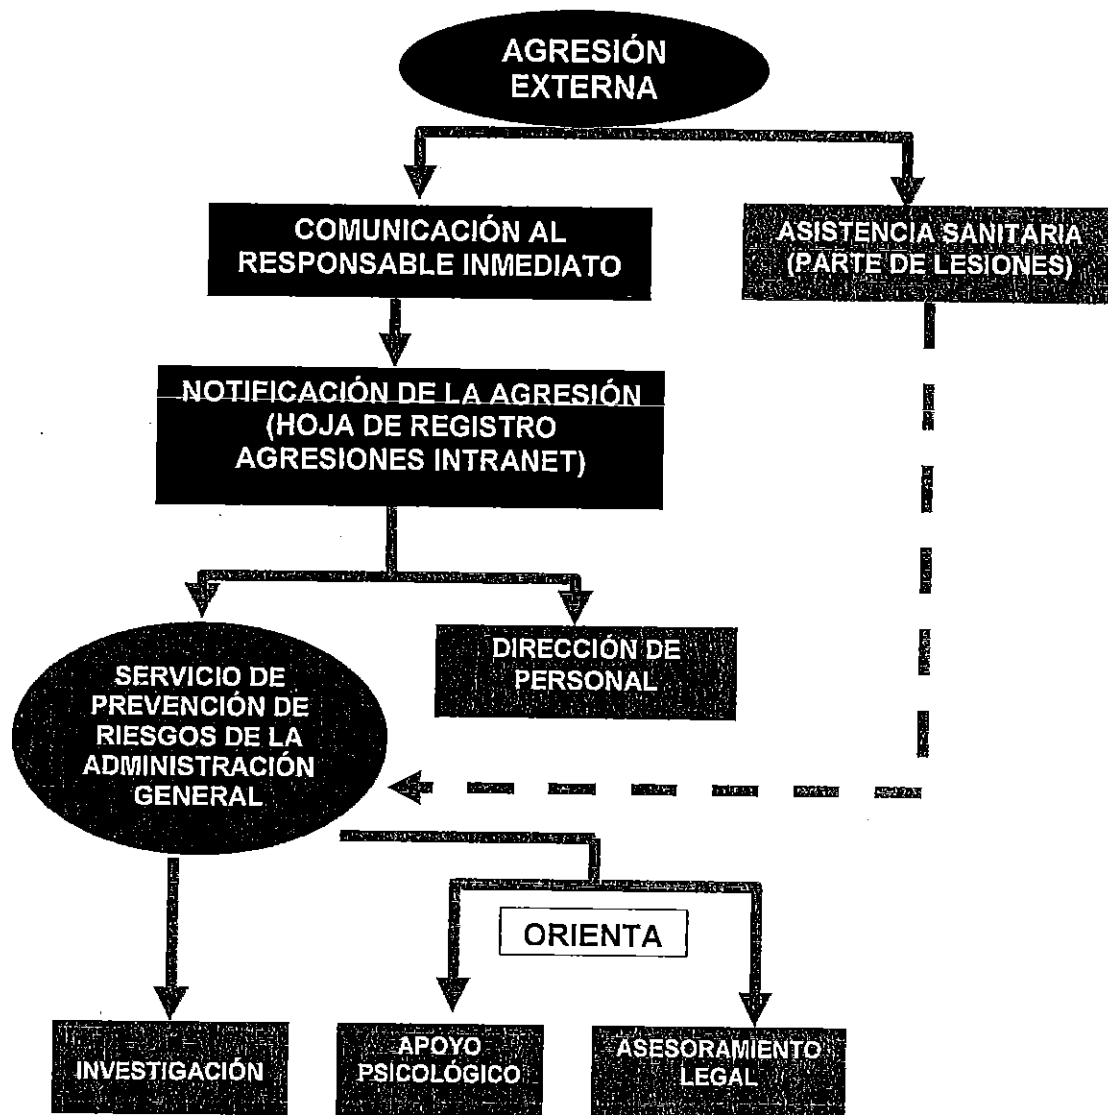 AGRESIÓN
EXTERNA
COMUNICACIÓN AL
RESPONSABLE INMEDIATO
ASISTENCIA SANITARIA
(PARTE DE LESIONES)
NOTIFICACIÓN DE LA AGRESIÓN
(HOJA DE REGISTRO
AGRESIONES INTRANET)
SERVICIO DE
PREVENCIÓN DE
RIESGOS DE LA
ADMINISTRACIÓN
GENERAL
DIRECCIÓN DE
PERSONAL
ORIENTA
INVESTIGACIÓN
APOYO
PSICOLÓGICO
ASESORAMIENTO
LEGAL